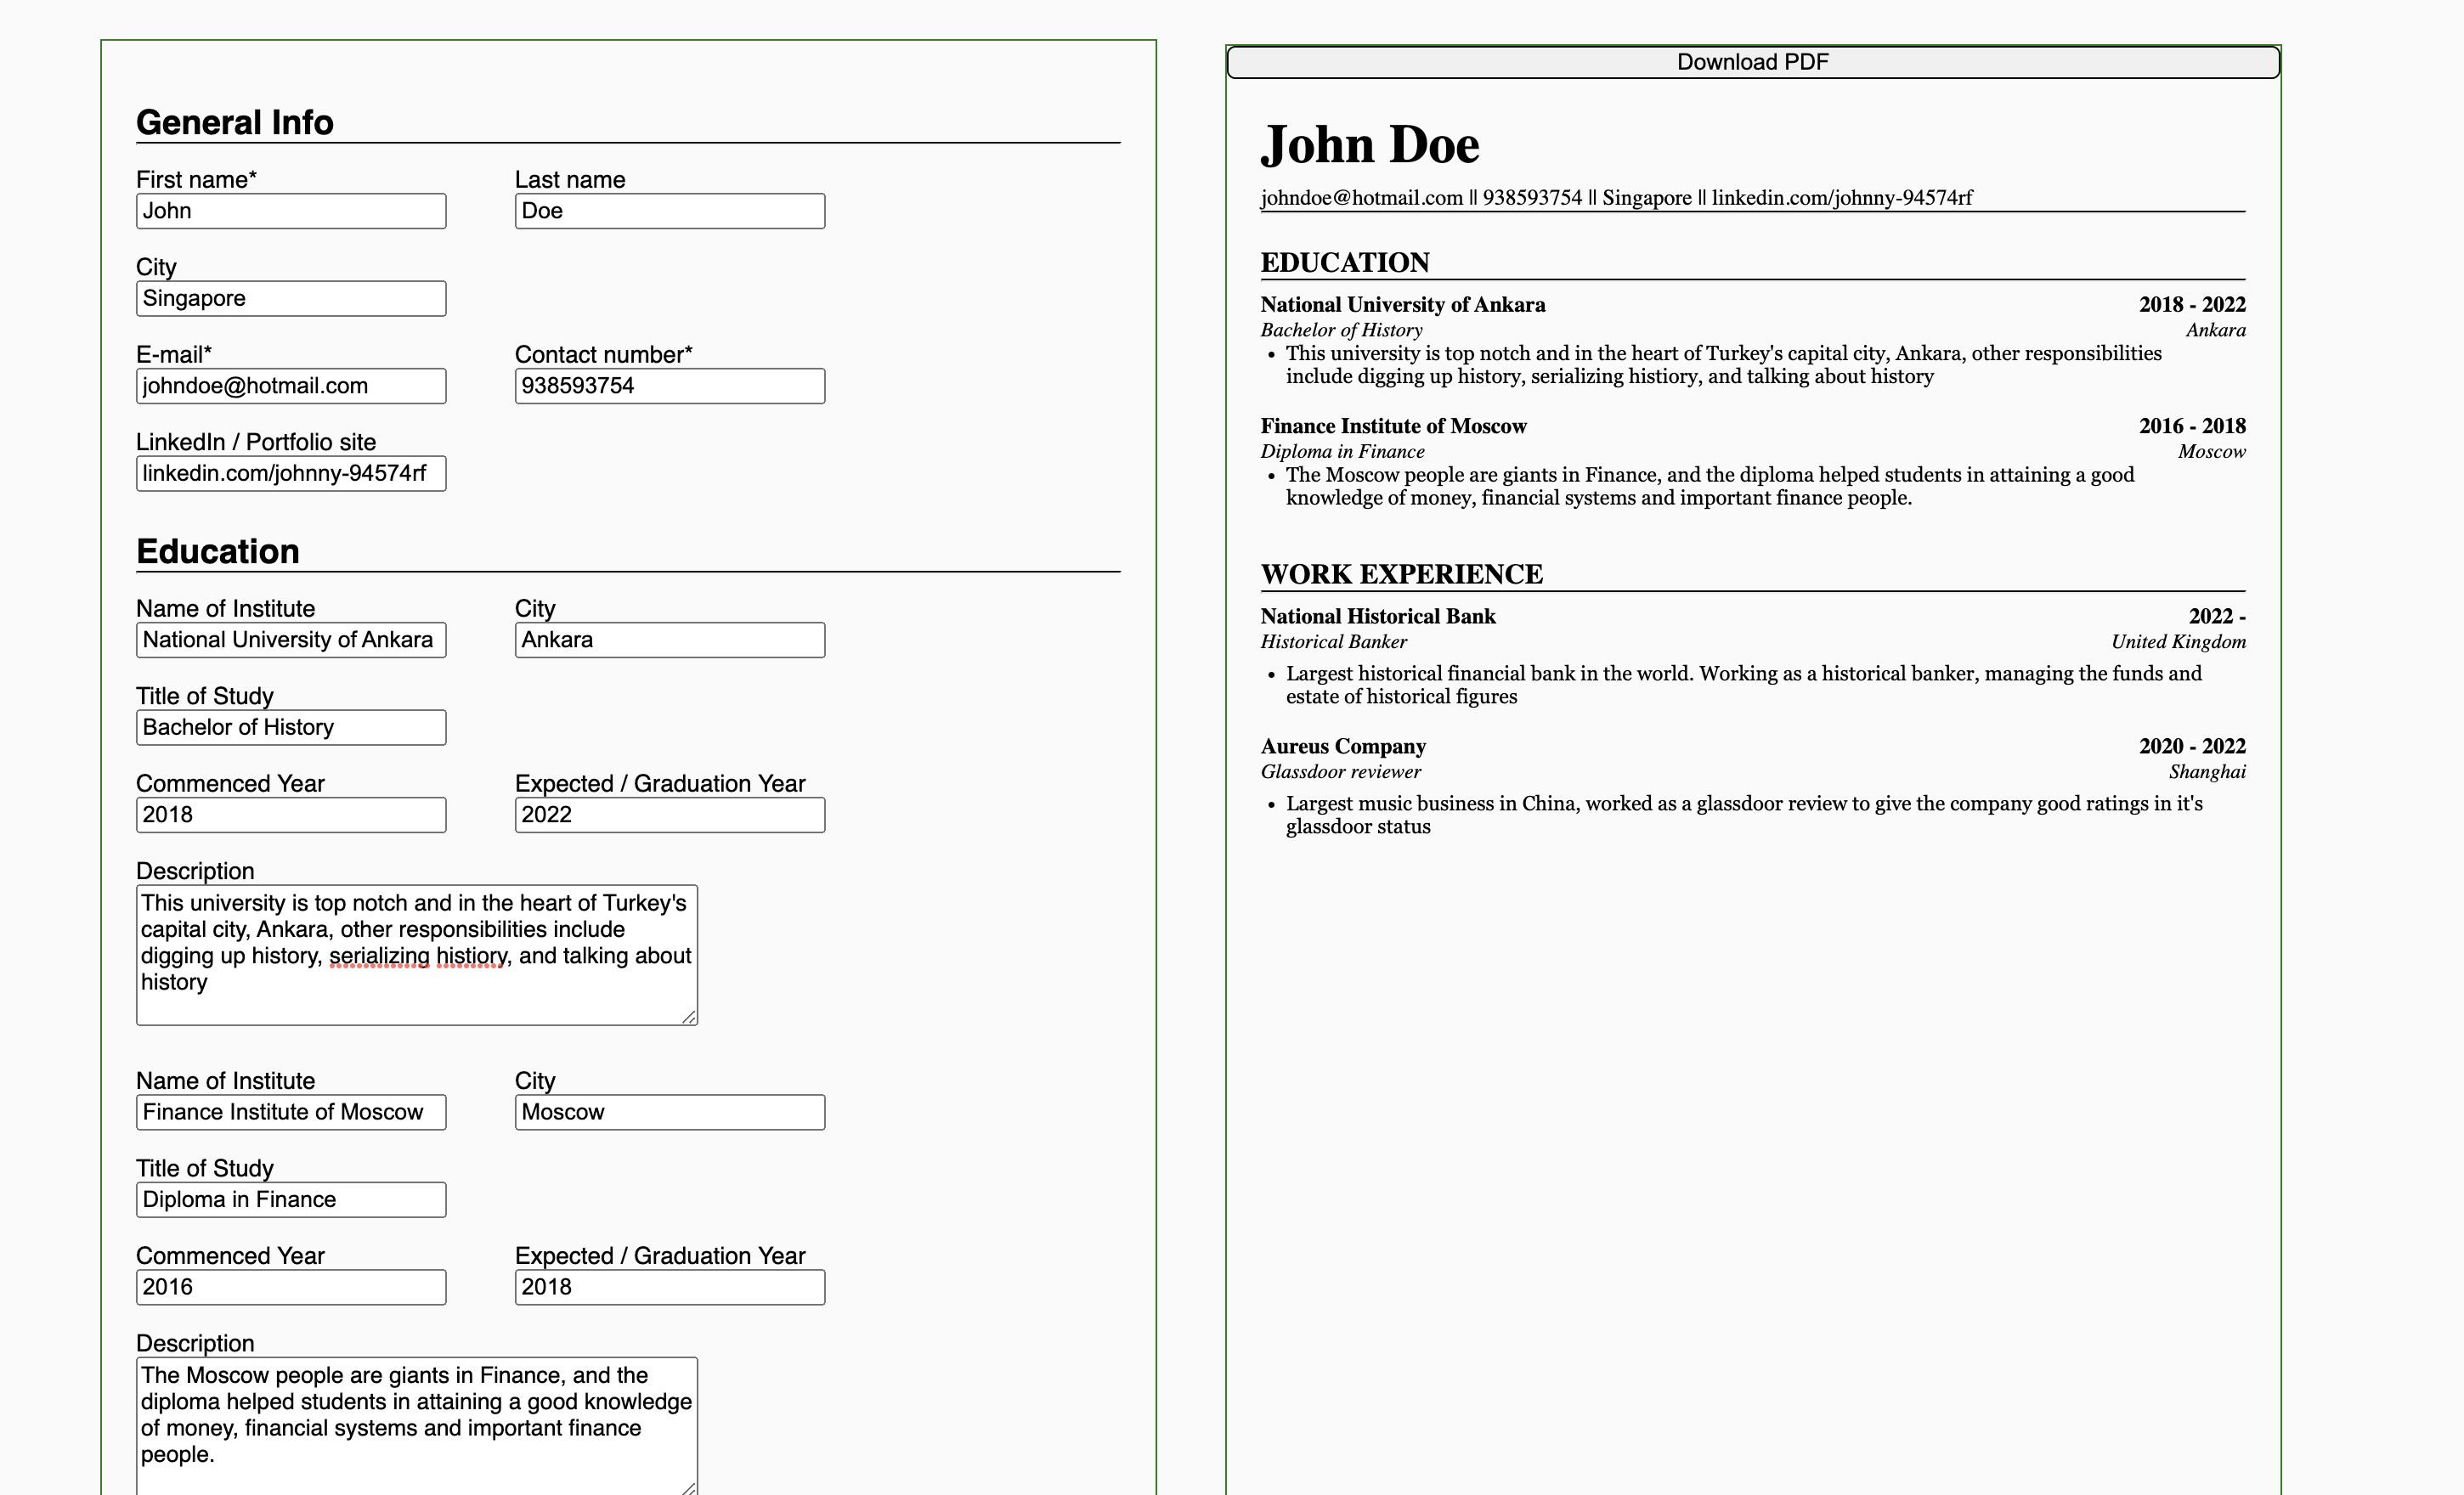 General Info
First name*
Last name
John
Doe
City
Singapore
E-mail*
Contact number*
johndoe@hotmail.com
938593754
LinkedIn / Portfolio site
linkedin.com/johnny-94574rf
Education
Name of Institute
City
National University of Ankara
Ankara
Title of Study
Bachelor of History
Commenced Year
Expected / Graduation Year
2018
2022
Description
This university is top notch and in the heart of Turkey's
capital city, Ankara, other responsibilities include
digging up history, serializing histiory, and talking about
history
Name of Institute
City
Finance Institute of Moscow
Moscow
Title of Study
Diploma in Finance
Commenced Year
Expected / Graduation Year
2016
2018
Description
The Moscow people are giants in Finance, and the
diploma helped students in attaining a good knowledge
of money, financial systems and important finance
people.
Download PDF
John Doe
johndoe@hotmail.com || 938593754 || Singapore || linkedin.com/johnny-94574rf
EDUCATION
National University of Ankara 2018 - 2022
Bachelor of History Ankara
• This university is top notch and in the heart of Turkey's capital city, Ankara, other responsibilities
include digging up history, serializing histiory, and talking about history
Finance Institute of Moscow 2016 - 2018
Diploma in Finance Moscow
• The Moscow people are giants in Finance, and the diploma helped students in attaining a good
knowledge of money, financial systems and important finance people.
WORK EXPERIENCE
National Historical Bank 2022 -
Historical Banker United Kingdom
• Largest historical financial bank in the world. Working as a historical banker, managing the funds and
estate of historical figures
Aureus Company 2020 - 2022
Glassdoor reviewer Shanghai
• Largest music business in China, worked as a glassdoor review to give the company good ratings in it's
glassdoor status